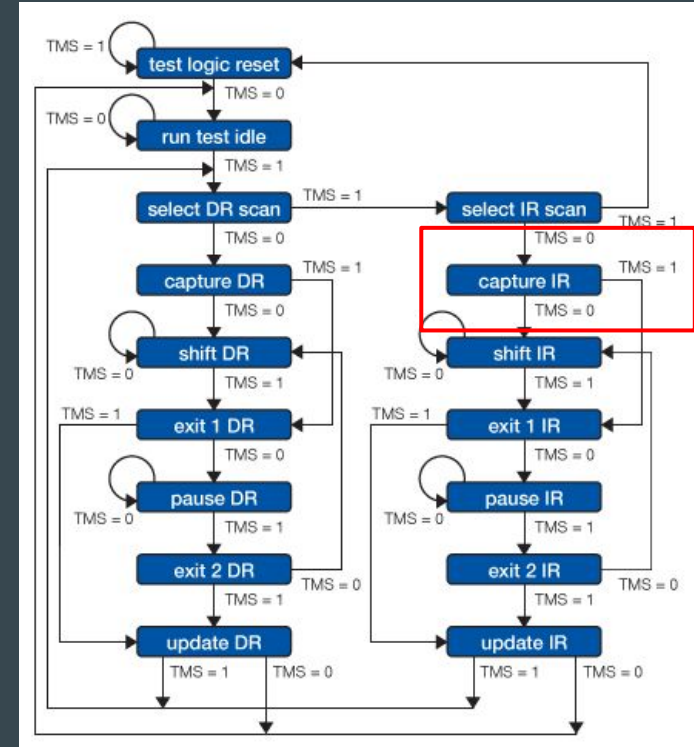 TMS = 1
test logic reset
TMS = 0
TMS = 0
run test idle
TMS = 1
select DR scan
TMS = 1
select IR scan
TMS = 1
TMS = 0
TMS = 0
capture DR
TMS = 1
capture IR
TMS = 1
TMS = 0
TMS = 0
shift DR
shift IR
TMS = 0
TMS = 1
TMS = 0
TMS = 1
TMS = 1
exit 1 DR
TMS = 1
exit 1 IR
TMS = 0
TMS = 0
pause DR
pause IR
TMS = 0
TMS = 1
TMS = 0
TMS = 1
exit 2 DR
TMS = 0
exit 2 IR
TMS = 0
TMS = 1
TMS = 1
update DR
update IR
TMS = 1
TMS = 0
TMS = 1
TMS = 0